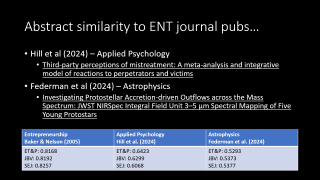 Abstract similarity to ENT journal pubs…
• Hill et al (2024) – Applied Psychology
• Third-party perceptions of mistreatment: A meta-analysis and integrative
model of reactions to perpetrators and victims
• Federman et al (2024) – Astrophysics
• Investigating Protostellar Accretion-driven Outflows across the Mass
Spectrum: JWST NIRSpec Integral Field Unit 3–5 μm Spectral Mapping of Five
Young Protostars
Entrepreneurship Applied Psychology Astrophysics
Baker & Nelson (2005) Hill et al. (2024) Federman et al. (2024)
ET&P: 0.8168 ET&P: 0.6423 ET&P: 0.5293
JBV: 0.8192 JBV: 0.6299 JBV: 0.5373
SEJ: 0.8257 SEJ: 0.6068 SEJ: 0.5377